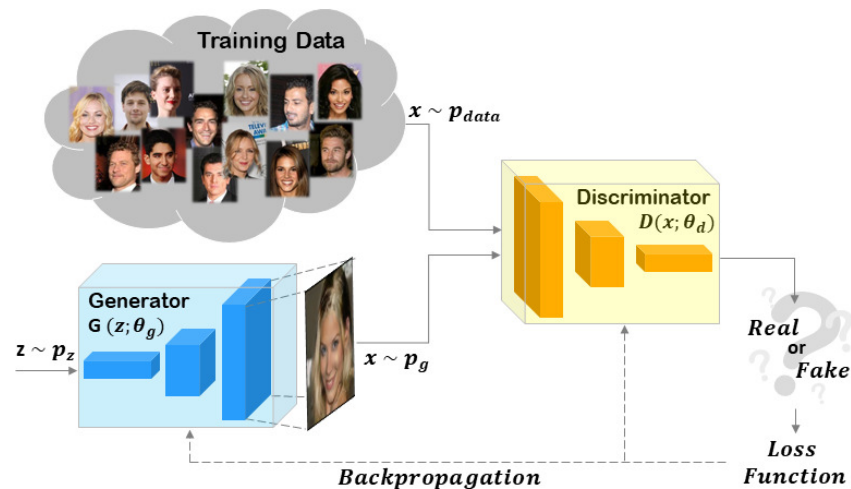 Training Data
x ~ p_data
Discriminator
D(x; θ_d)
Generator
G (z; θ_g)
z ~ p_z
x ~ p_g
Real
or
Fake
Loss
Function
Backpropagation